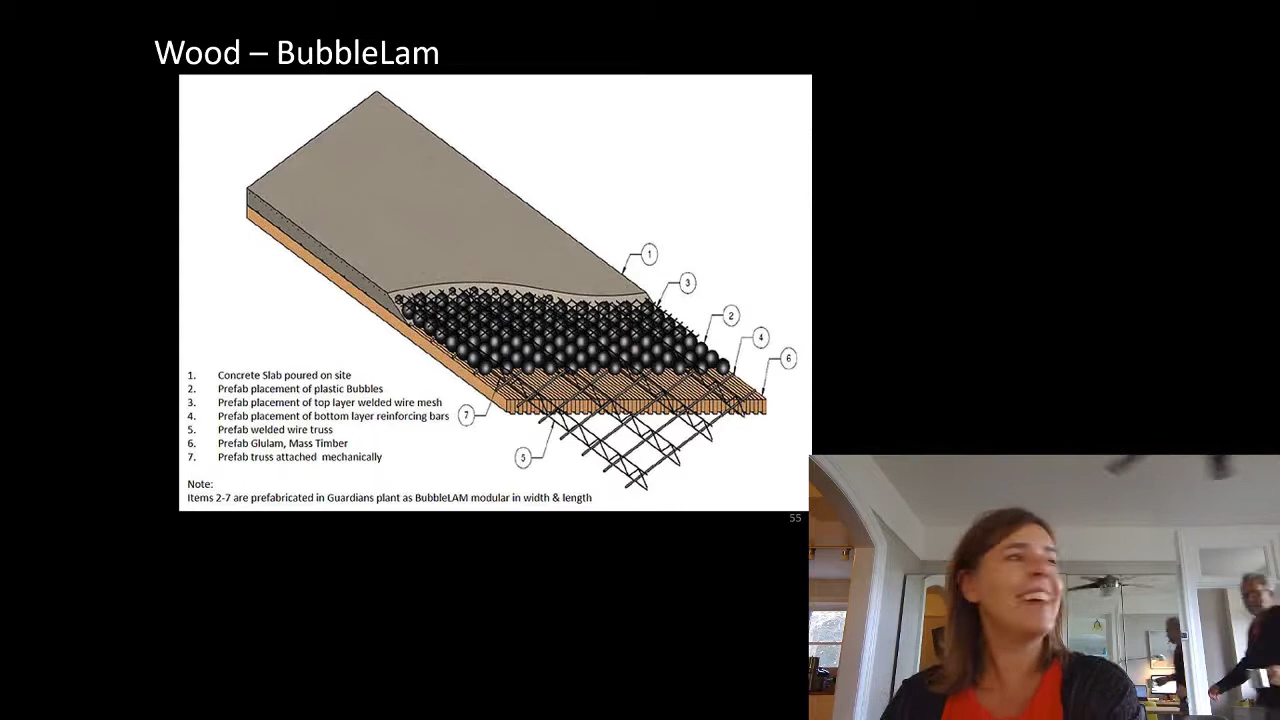 Wood – BubbleLam
1
3
2
4
6
7
5
1. Concrete Slab poured on site
2. Prefab placement of plastic Bubbles
3. Prefab placement of top layer welded wire mesh
4. Prefab placement of bottom layer reinforcing bars
5. Prefab welded wire truss
6. Prefab Glulam, Mass Timber
7. Prefab truss attached mechanically
Note:
Items 2-7 are prefabricated in Guardians plant as BubbleLAM modular in width & length
55